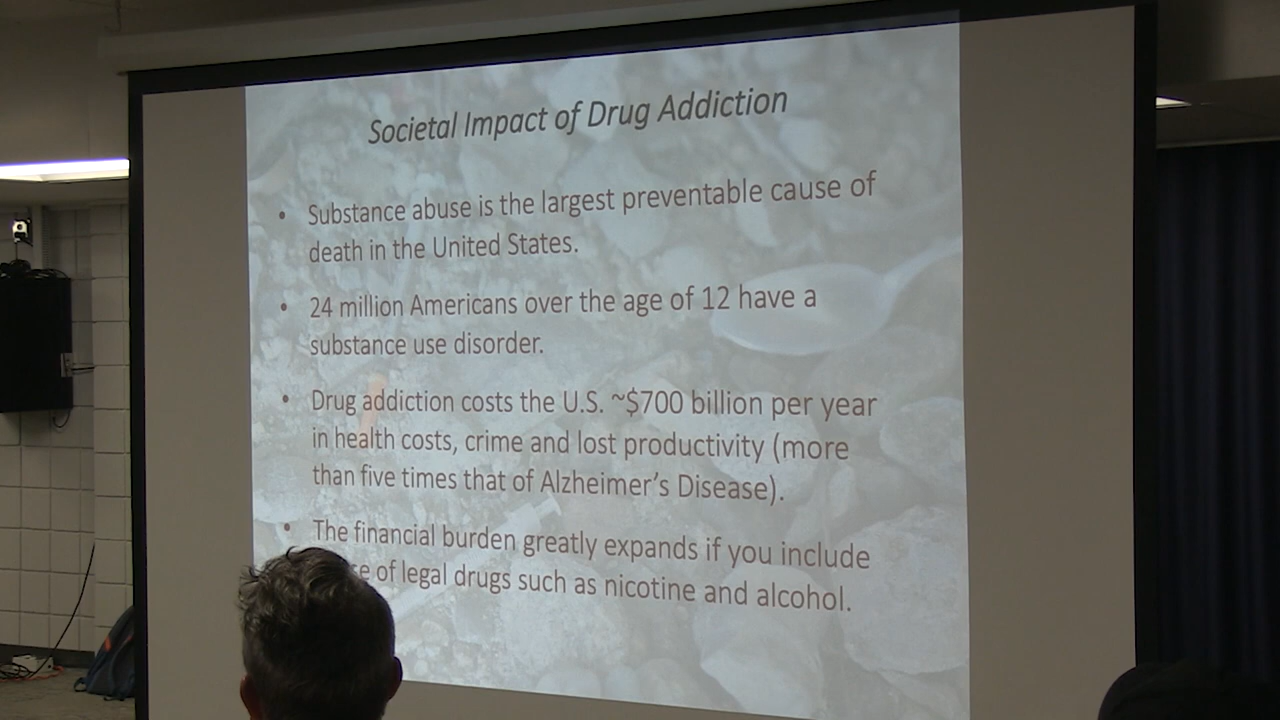 Societal Impact of Drug Addiction
• Substance abuse is the largest preventable cause of
death in the United States.
• 24 million Americans over the age of 12 have a
substance use disorder.
• Drug addiction costs the U.S. ~$700 billion per year
in health costs, crime and lost productivity (more
than five times that of Alzheimer's Disease).
• The financial burden greatly expands if you include
of legal drugs such as nicotine and alcohol.